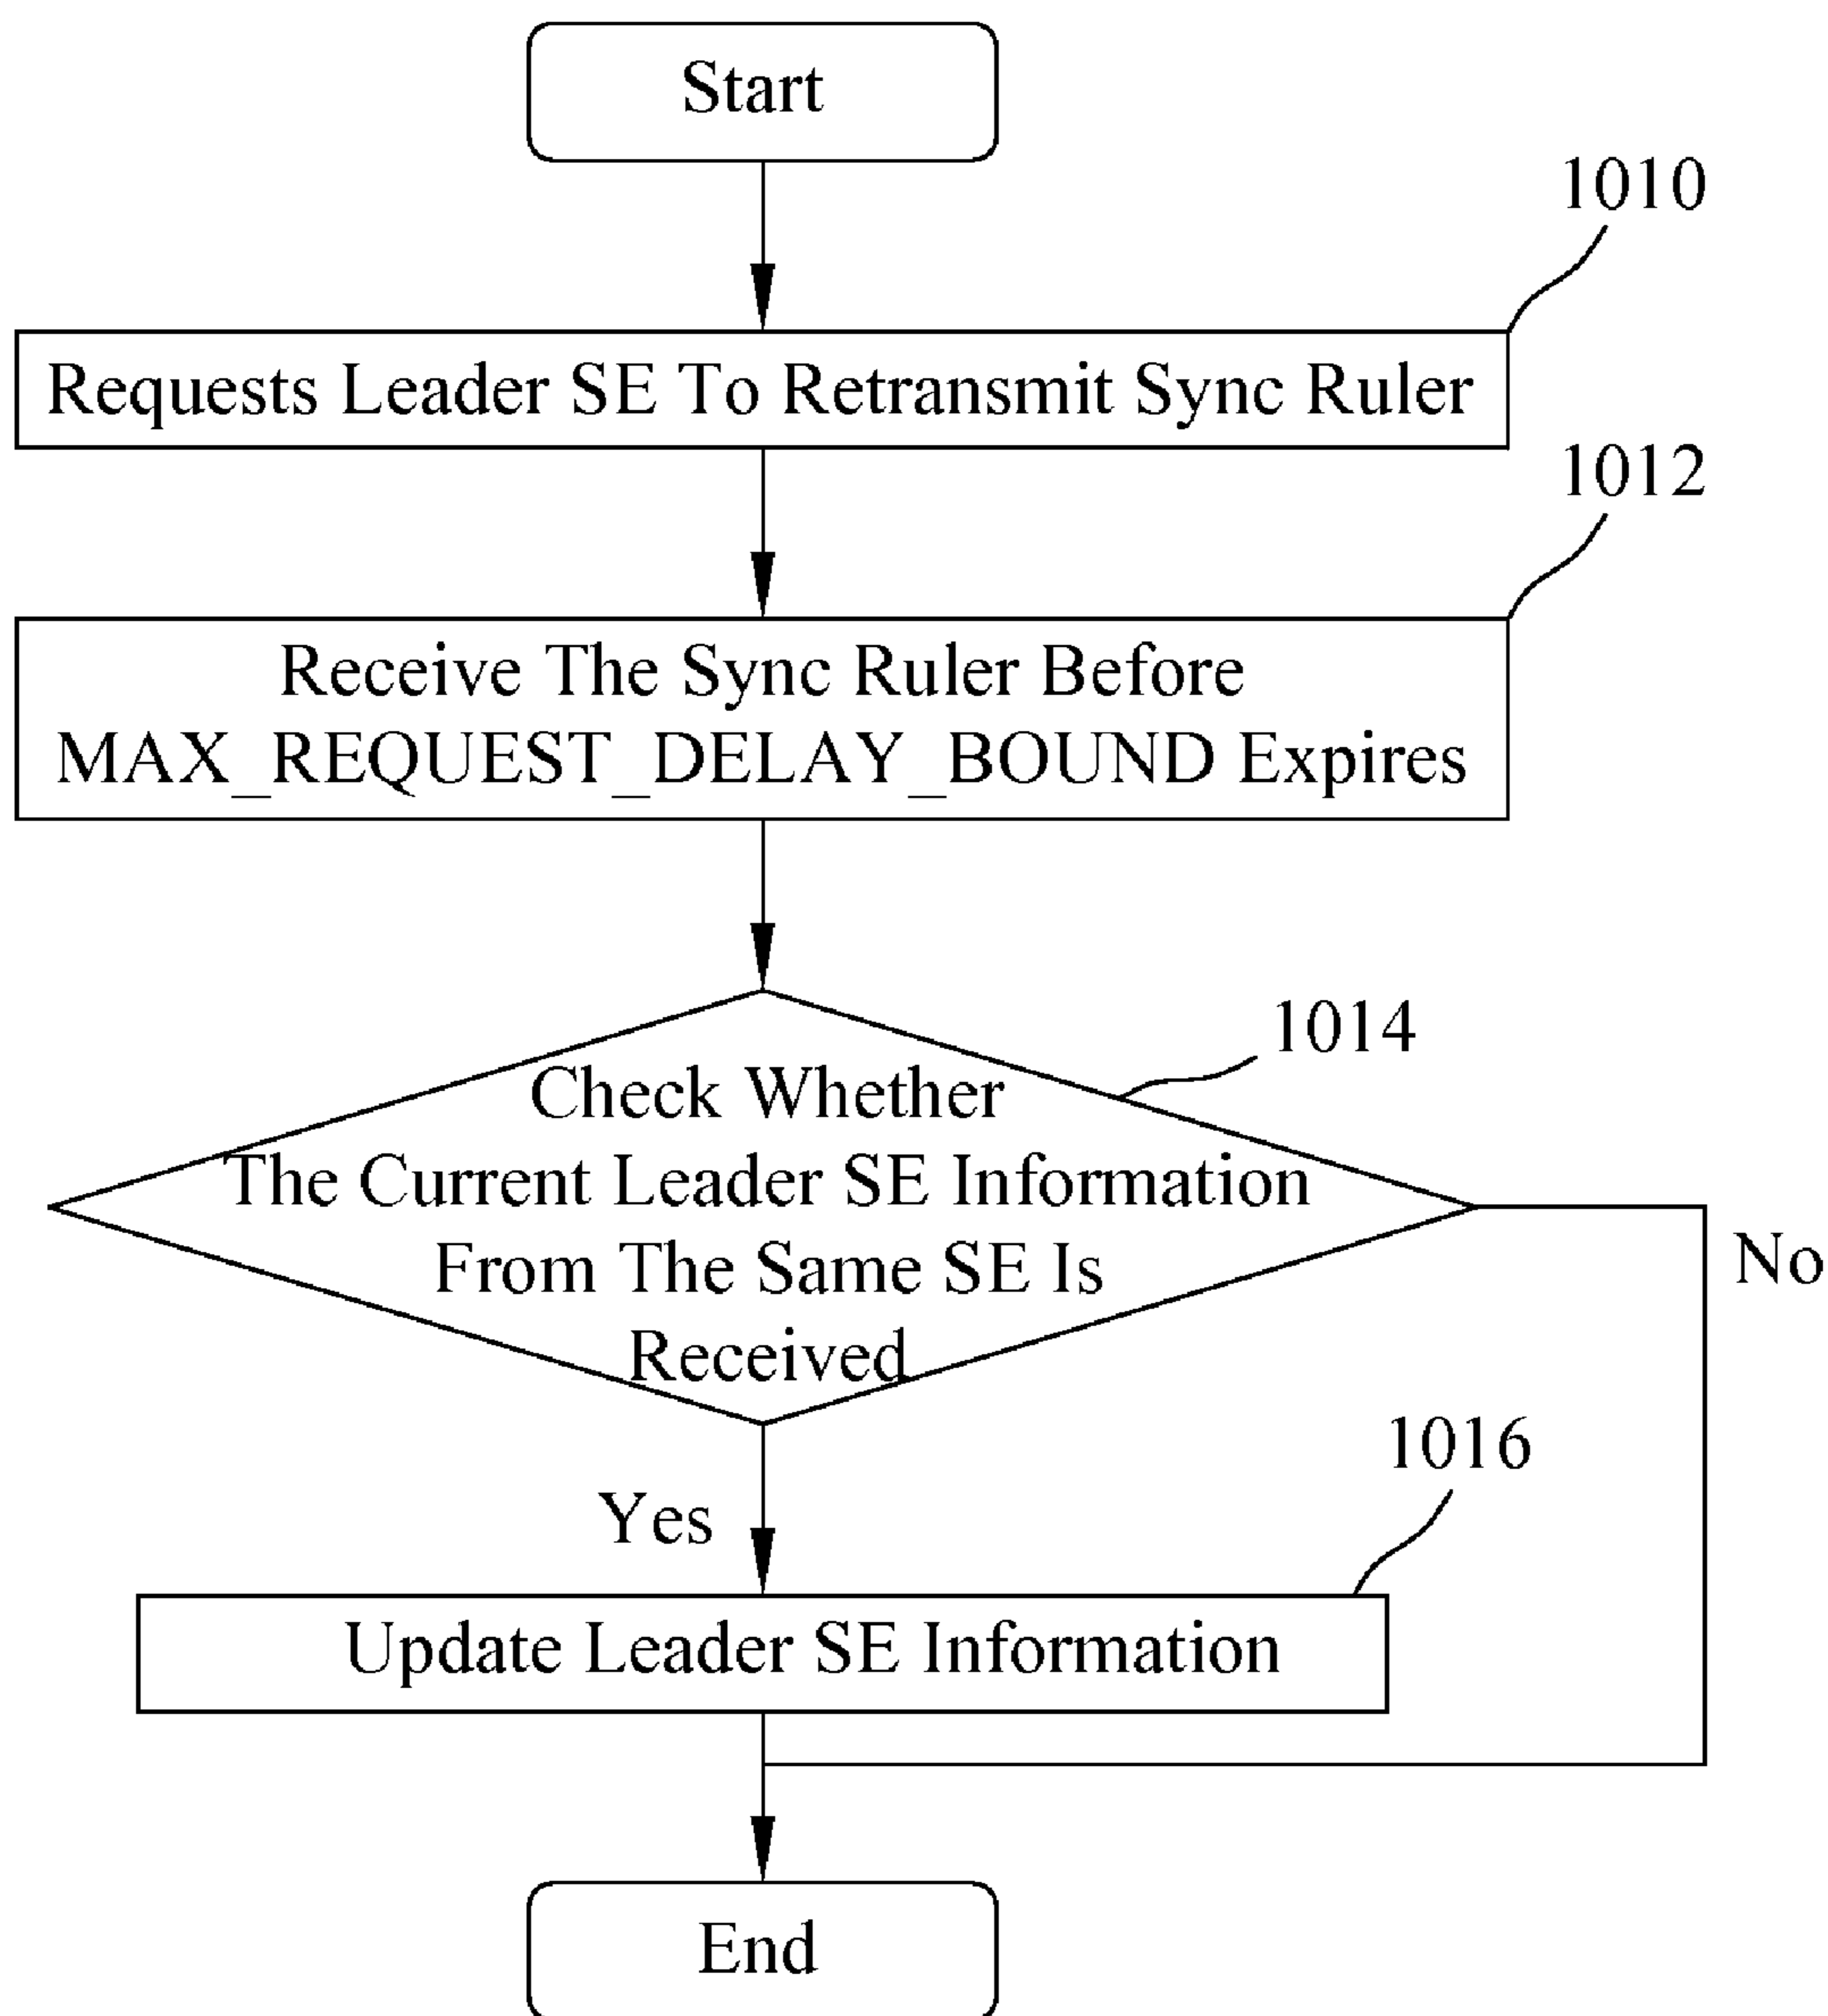 Start
1010
Requests Leader SE To Retransmit Sync Ruler
1012
Receive The Sync Ruler Before
MAX_REQUEST_DELAY_BOUND Expires
1014
Check Whether
The Current Leader SE Information
From The Same SE Is
Received
No
1016
Yes
Update Leader SE Information
End